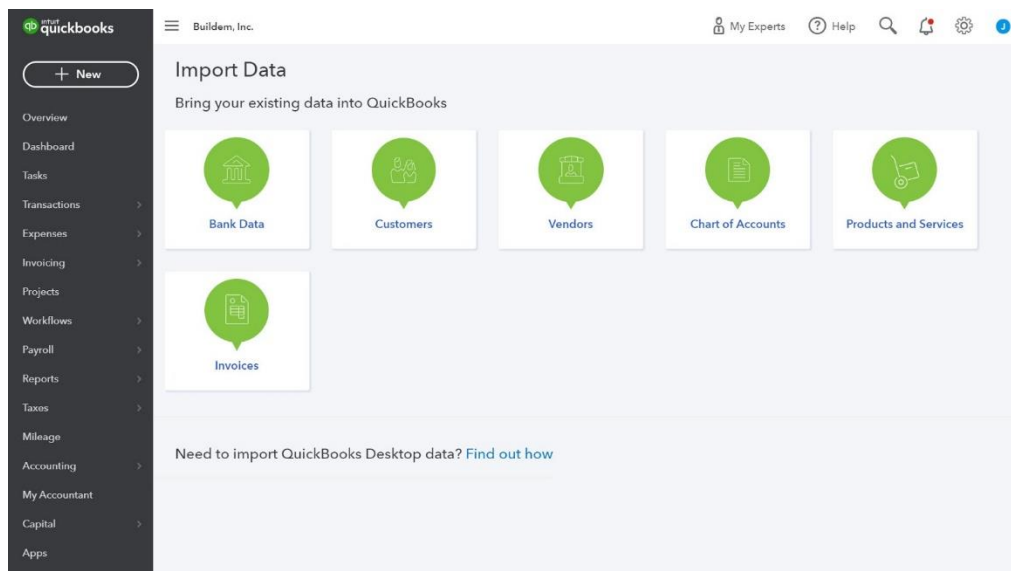 qb intuit quickbooks
Buildem, Inc.
My Experts
? Help
J
+ New
Overview
Dashboard
Tasks
Transactions
Expenses
Invoicing
Projects
Workflows
Payroll
Reports
Taxes
Mileage
Accounting
My Accountant
Capital
Apps
Import Data
Bring your existing data into QuickBooks
Bank Data
Customers
Vendors
Chart of Accounts
Products and Services
Invoices
Need to import QuickBooks Desktop data? Find out how